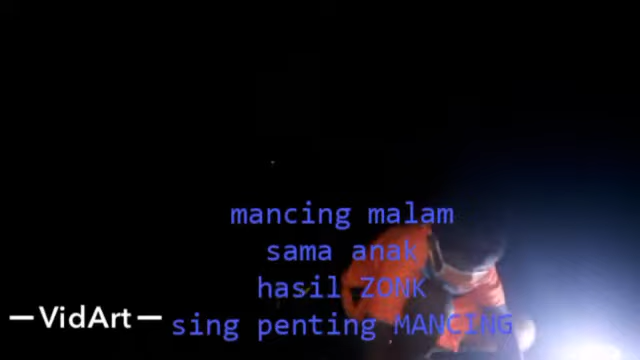 mancing malam
sama anak
hasil ZONK
sing penting MANCING
—VidArt—